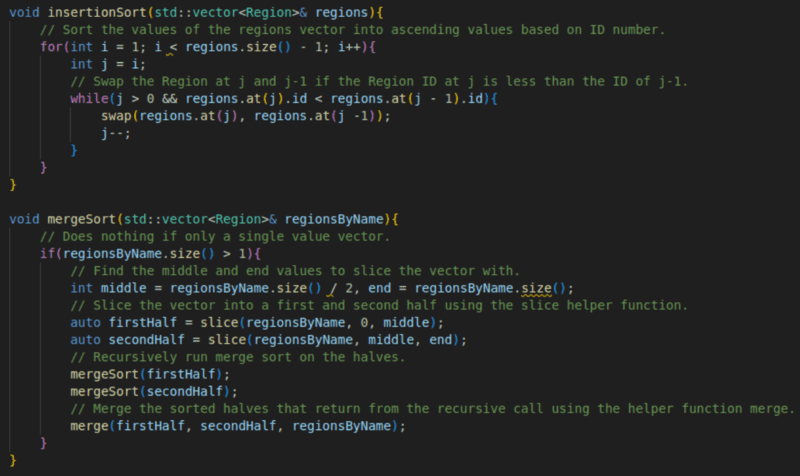 void insertionSort(std::vector<Region>& regions){
    // Sort the values of the regions vector into ascending values based on ID number.
    for(int i = 1; i < regions.size() - 1; i++){
        int j = i;
        // Swap the Region at j and j-1 if the Region ID at j is less than the ID of j-1.
        while(j > 0 && regions.at(j).id < regions.at(j - 1).id){
            swap(regions.at(j), regions.at(j -1));
            j--;
        }
    }
}

void mergeSort(std::vector<Region>& regionsByName){
    // Does nothing if only a single value vector.
    if(regionsByName.size() > 1){
        // Find the middle and end values to slice the vector with.
        int middle = regionsByName.size() / 2, end = regionsByName.size();
        // Slice the vector into a first and second half using the slice helper function.
        auto firstHalf = slice(regionsByName, 0, middle);
        auto secondHalf = slice(regionsByName, middle, end);
        // Recursively run merge sort on the halves.
        mergeSort(firstHalf);
        mergeSort(secondHalf);
        // Merge the sorted halves that return from the recursive call using the helper function merge.
        merge(firstHalf, secondHalf, regionsByName);
    }
}